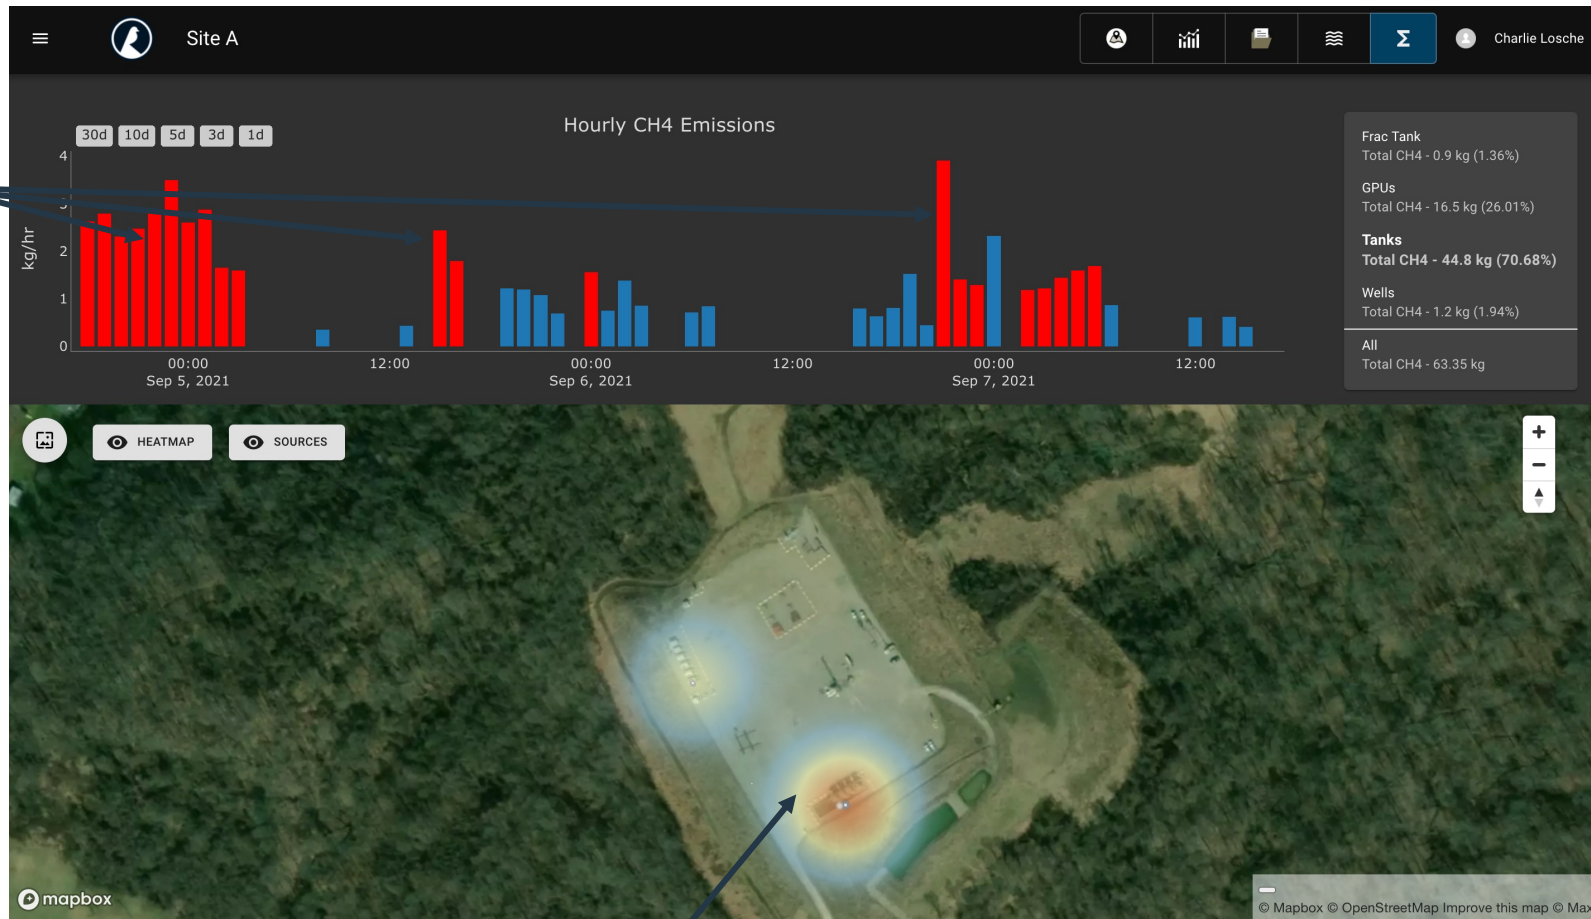 Site A
Charlie Losche
Hourly CH4 Emissions
30d 10d 5d 3d 1d
kg/hr
4
3
2
1
0
00:00
Sep 5, 2021
12:00
00:00
Sep 6, 2021
12:00
00:00
Sep 7, 2021
12:00
Frac Tank
Total CH4 - 0.9 kg (1.36%)
GPUs
Total CH4 - 16.5 kg (26.01%)
Tanks
Total CH4 - 44.8 kg (70.68%)
Wells
Total CH4 - 1.2 kg (1.94%)
All
Total CH4 - 63.35 kg
HEATMAP
SOURCES
mapbox
© Mapbox © OpenStreetMap Improve this map © Max